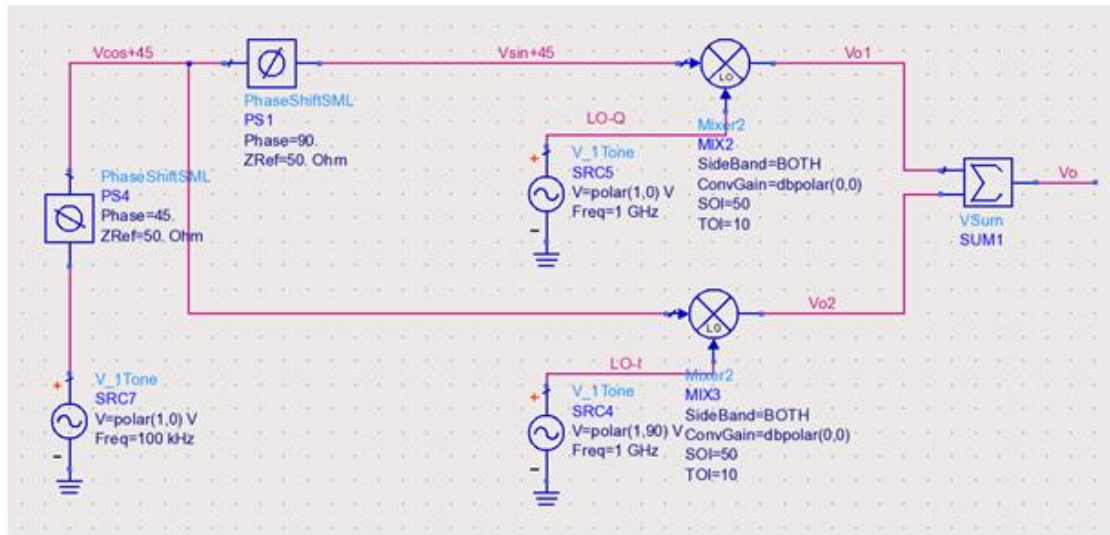 Vcos+45
Vsin+45
Vo1
LO
PhaseShiftSML
PS1
Phase=90.
ZRef=50. Ohm
LO-Q
Mixer2
MIX2
SideBand=BOTH
ConvGain=dbpolar(0,0)
SOI=50
TOI=10
V_1Tone
SRC5
V=polar(1,0) V
Freq=1 GHz
PhaseShiftSML
PS4
Phase=45.
ZRef=50. Ohm
Vo
VSum
SUM1
Vo2
LO
LO-I
Mixer2
MIX3
SideBand=BOTH
ConvGain=dbpolar(0,0)
SOI=50
TOI=10
V_1Tone
SRC7
V=polar(1,0) V
Freq=100 kHz
V_1Tone
SRC4
V=polar(1,90) V
Freq=1 GHz